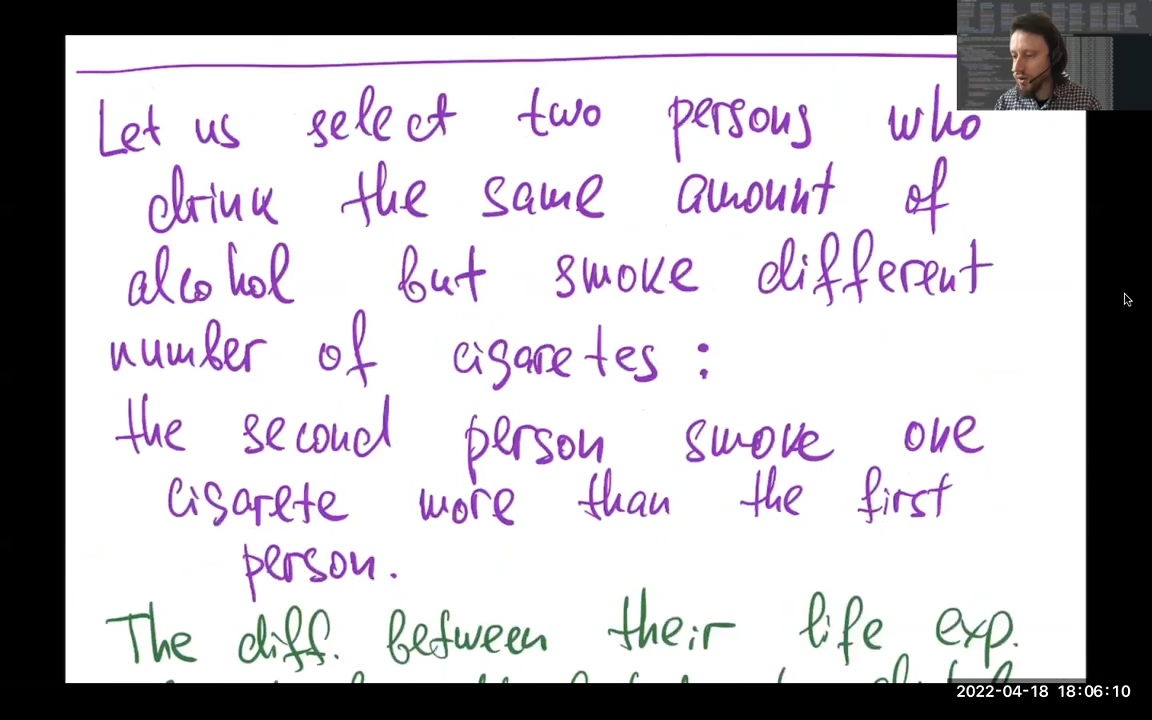 Let us select two persons who
drink the same amount of
alcohol but smoke different
number of cigaretes :
the second person smoke one
cigarete more than the first
person.
The diff. between their life exp.
2022-04-18 18:06:10